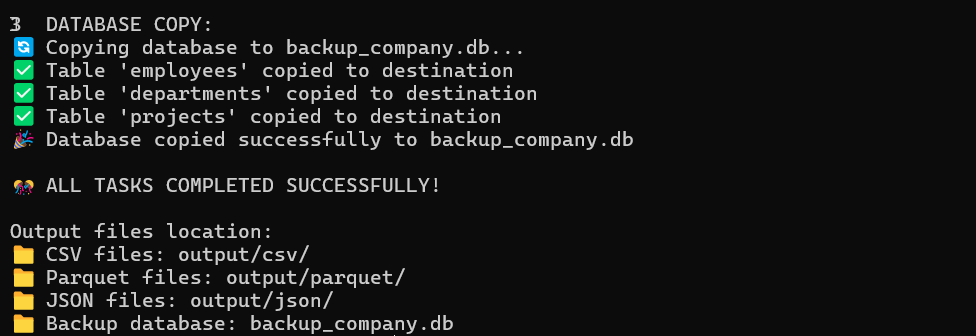 3 DATABASE COPY:
🔄 Copying database to backup_company.db...
✅ Table 'employees' copied to destination
✅ Table 'departments' copied to destination
✅ Table 'projects' copied to destination
🎉 Database copied successfully to backup_company.db
🎊 ALL TASKS COMPLETED SUCCESSFULLY!
Output files location:
📁 CSV files: output/csv/
📁 Parquet files: output/parquet/
📁 JSON files: output/json/
📁 Backup database: backup_company.db